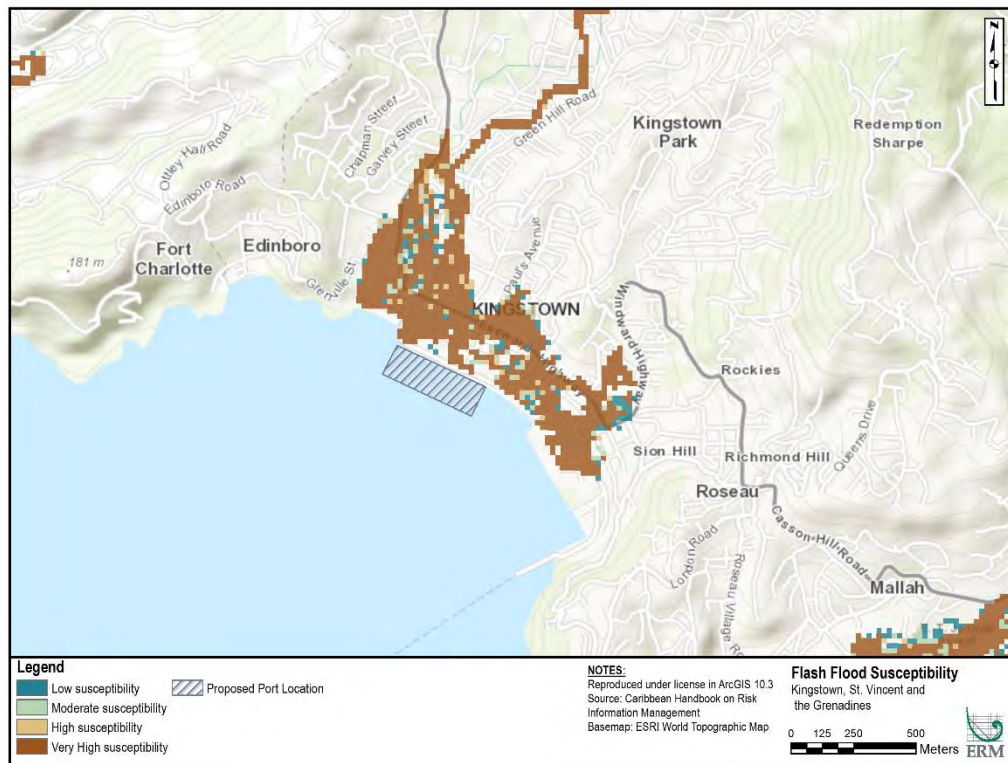 N
Chapman Street
Garvey Street
Green Hill Road
Kingstown
Park
Redemption
Sharpe
Ottley Hall Road
Edinboro Road
Fort
Charlotte
Edinboro
181 m
Grenville St
Paul's Avenue
KINGSTOWN
Leeward Highway
Windward Highway
Rockies
Queens Drive
Sion Hill
Richmond Hill
Roseau
London Road
Roseau Village
Casson Hill Road
Mallah
Legend
Low susceptibility
Moderate susceptibility
High susceptibility
Very High susceptibility
Proposed Port Location
NOTES:
Reproduced under license in ArcGIS 10.3
Source: Caribbean Handbook on Risk
Information Management
Basemap: ESRI World Topographic Map
Flash Flood Susceptibility
Kingstown, St. Vincent and
the Grenadines
0 125 250 500
Meters
ERM